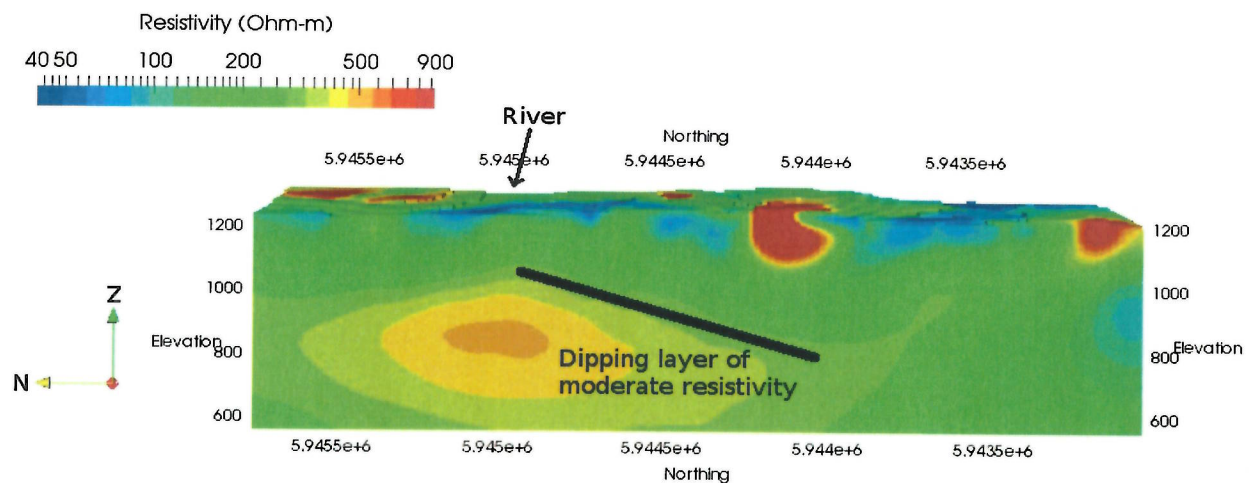 Resistivity (Ohm-m)
40 50 100 200 500 900
River
Northing
5.9455e+6 5.945e+6 5.9445e+6 5.944e+6 5.9435e+6
1200 1200
1000 1000
Z
Elevation 800 800 Elevation
N
Dipping layer of
moderate resistivity
600 600
5.9455e+6 5.945e+6 5.9445e+6 5.944e+6 5.9435e+6
Northing